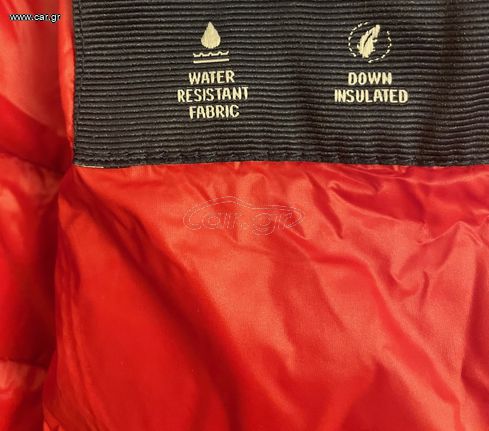 www.car.gr
WATER
RESISTANT
FABRIC
DOWN
INSULATED
car.gr